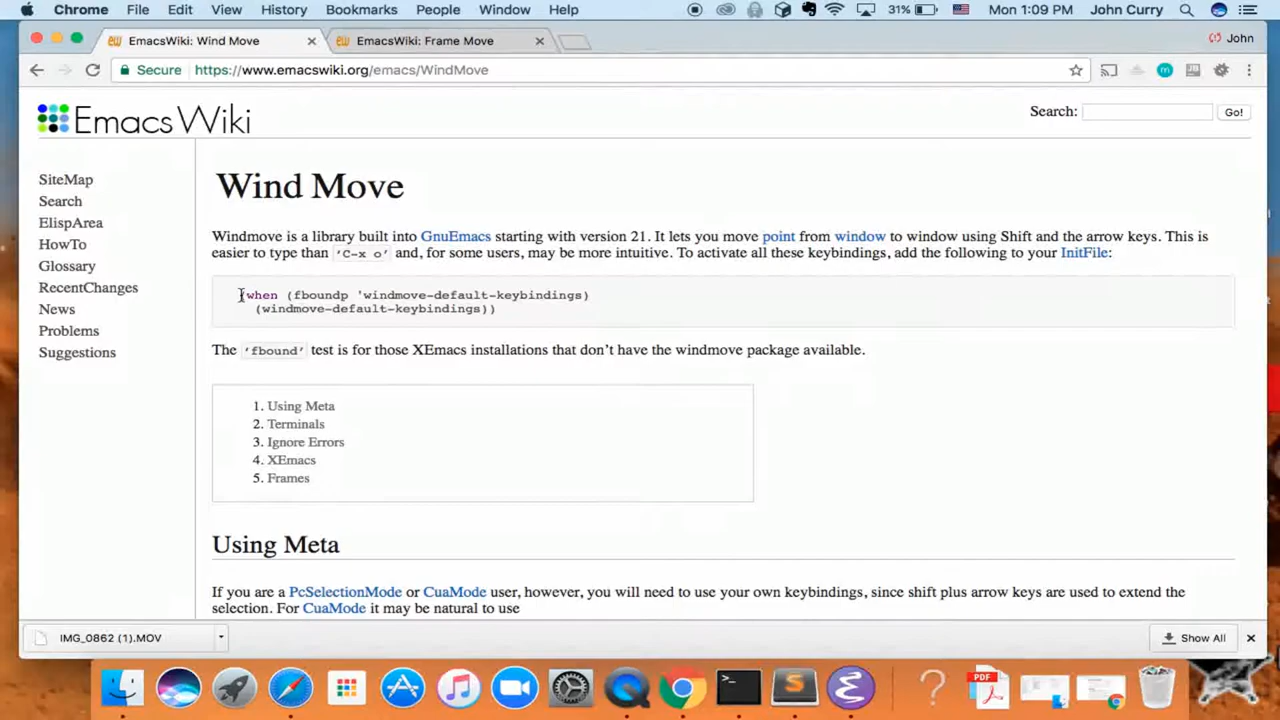 Chrome File Edit View History Bookmarks People Window Help 31% Mon 1:09 PM John Curry
EmacsWiki: Wind Move EmacsWiki: Frame Move John
Secure https://www.emacswiki.org/emacs/WindMove
EmacsWiki Search: Go!
SiteMap
Search
ElispArea
HowTo
Glossary
RecentChanges
News
Problems
Suggestions
Wind Move
Windmove is a library built into GnuEmacs starting with version 21. It lets you move point from window to window using Shift and the arrow keys. This is
easier to type than ‘C-x o’ and, for some users, may be more intuitive. To activate all these keybindings, add the following to your InitFile:
(when (fboundp 'windmove-default-keybindings)
(windmove-default-keybindings))
The ‘fbound’ test is for those XEmacs installations that don’t have the windmove package available.
1. Using Meta
2. Terminals
3. Ignore Errors
4. XEmacs
5. Frames
Using Meta
If you are a PcSelectionMode or CuaMode user, however, you will need to use your own keybindings, since shift plus arrow keys are used to extend the
selection. For CuaMode it may be natural to use
IMG_0862 (1).MOV Show All
PDF